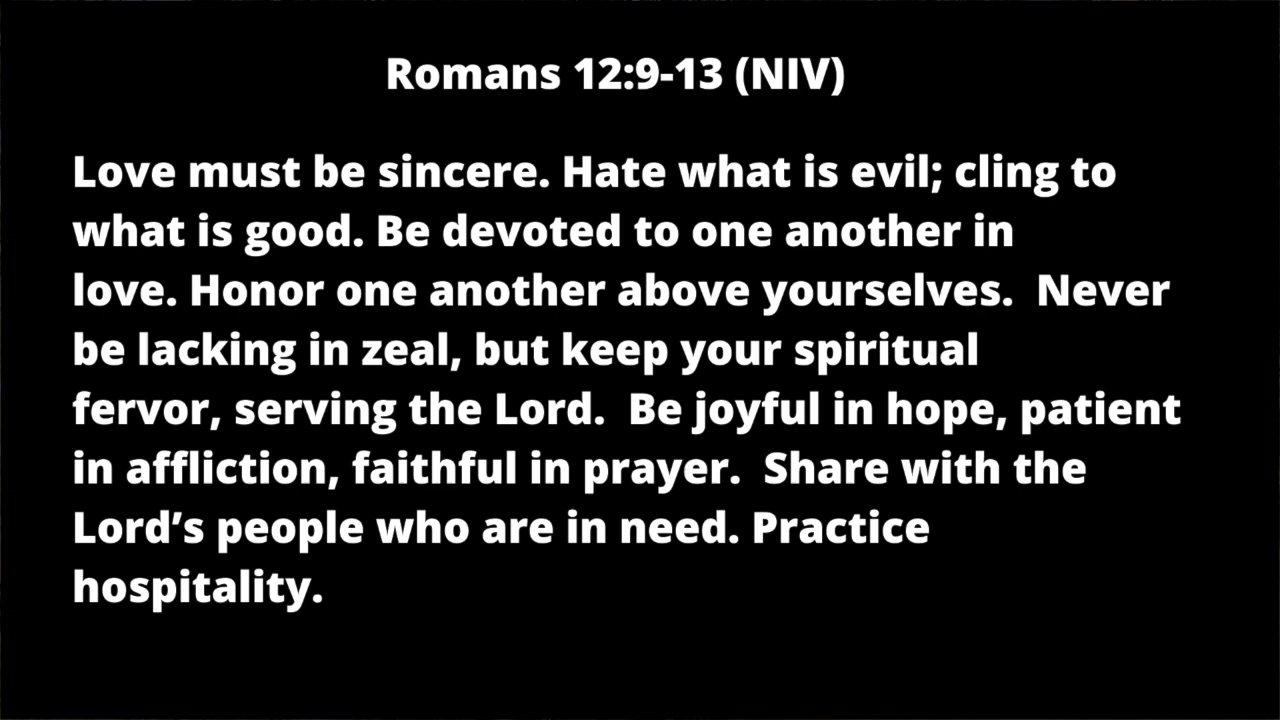 Romans 12:9-13 (NIV)
Love must be sincere. Hate what is evil; cling to
what is good. Be devoted to one another in
love. Honor one another above yourselves.  Never
be lacking in zeal, but keep your spiritual
fervor, serving the Lord.  Be joyful in hope, patient
in affliction, faithful in prayer.  Share with the
Lord’s people who are in need. Practice
hospitality.